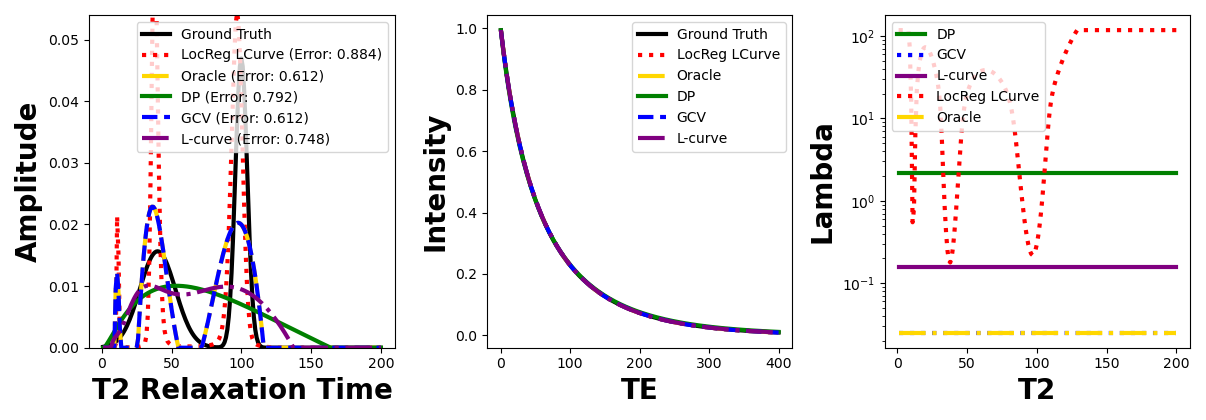 Amplitude
0.05
0.04
0.03
0.02
0.01
0.00
Ground Truth
LocReg LCurve (Error: 0.884)
Oracle (Error: 0.612)
DP (Error: 0.792)
GCV (Error: 0.612)
L-curve (Error: 0.748)
0 50 100 150 200
T2 Relaxation Time
Intensity
1.0
0.8
0.6
0.4
0.2
0.0
Ground Truth
LocReg LCurve
Oracle
DP
GCV
L-curve
0 100 200 300 400
TE
Lambda
10²
10¹
10⁰
10⁻¹
DP
GCV
L-curve
LocReg LCurve
Oracle
0 50 100 150 200
T2